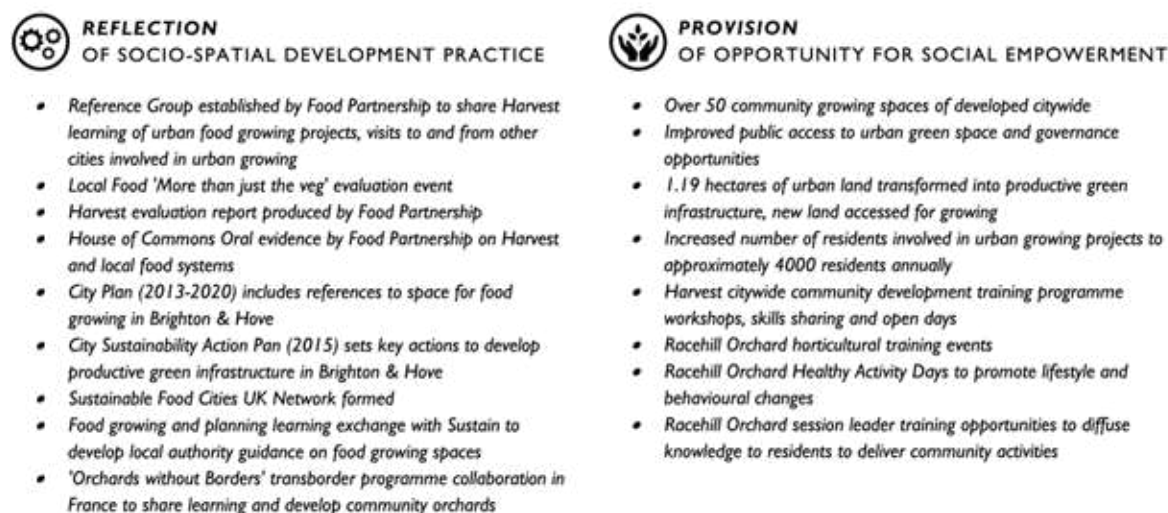 REFLECTION
OF SOCIO-SPATIAL DEVELOPMENT PRACTICE
• Reference Group established by Food Partnership to share Harvest
learning of urban food growing projects, visits to and from other
cities involved in urban growing
• Local Food 'More than just the veg' evaluation event
• Harvest evaluation report produced by Food Partnership
• House of Commons Oral evidence by Food Partnership on Harvest
and local food systems
• City Plan (2013-2020) includes references to space for food
growing in Brighton & Hove
• City Sustainability Action Pan (2015) sets key actions to develop
productive green infrastructure in Brighton & Hove
• Sustainable Food Cities UK Network formed
• Food growing and planning learning exchange with Sustain to
develop local authority guidance on food growing spaces
• 'Orchards without Borders' transborder programme collaboration in
France to share learning and develop community orchards
PROVISION
OF OPPORTUNITY FOR SOCIAL EMPOWERMENT
• Over 50 community growing spaces of developed citywide
• Improved public access to urban green space and governance
opportunities
• 1.19 hectares of urban land transformed into productive green
infrastructure, new land accessed for growing
• Increased number of residents involved in urban growing projects to
approximately 4000 residents annually
• Harvest citywide community development training programme
workshops, skills sharing and open days
• Racehill Orchard horticultural training events
• Racehill Orchard Healthy Activity Days to promote lifestyle and
behavioural changes
• Racehill Orchard session leader training opportunities to diffuse
knowledge to residents to deliver community activities